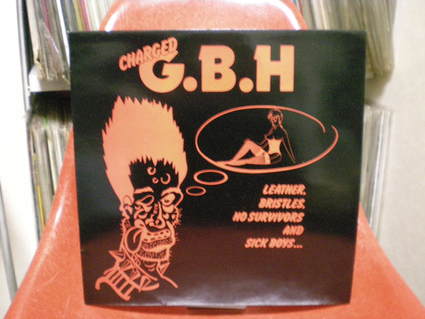 CHARGED
G.B.H
LEATHER,
BRISTLES,
NO SURVIVORS
AND
SICK BOYS...